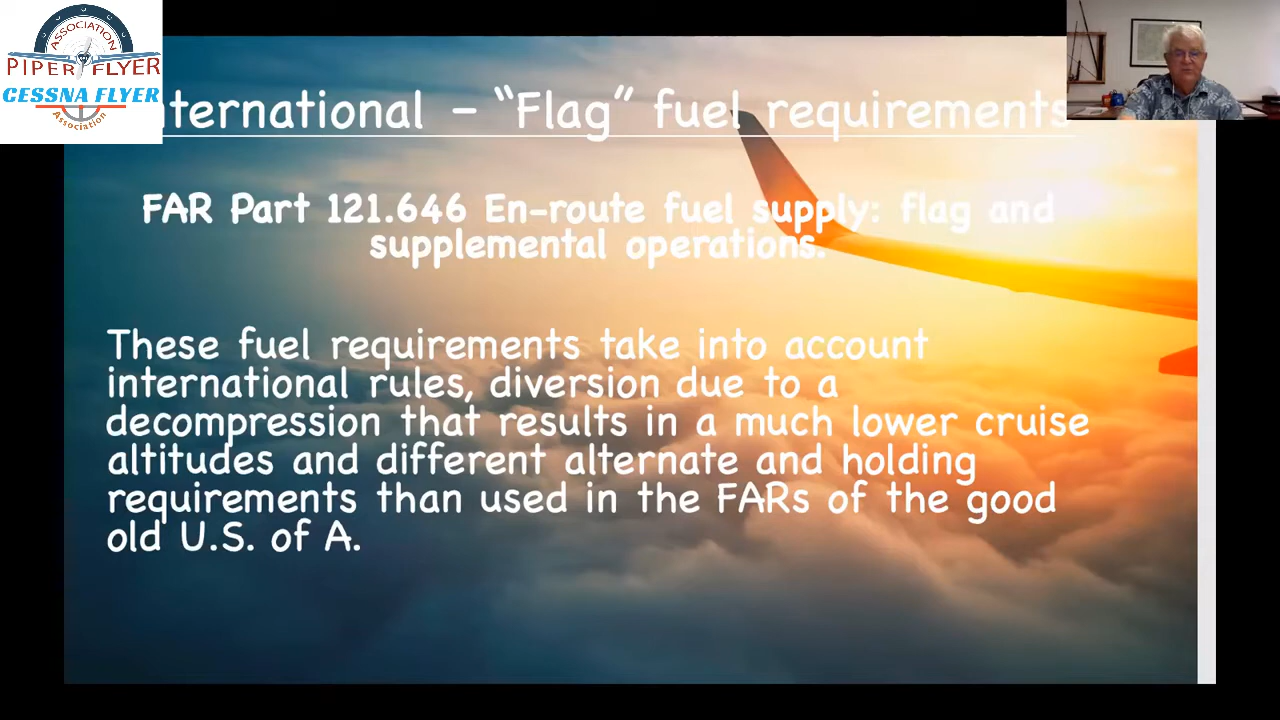 ASSOCIATION
PIPER FLYER
CESSNA FLYER
Association
nternational – “Flag” fuel requirements
FAR Part 121.646 En-route fuel supply: flag and
supplemental operations.
These fuel requirements take into account
international rules, diversion due to a
decompression that results in a much lower cruise
altitudes and different alternate and holding
requirements than used in the FARs of the good
old U.S. of A.